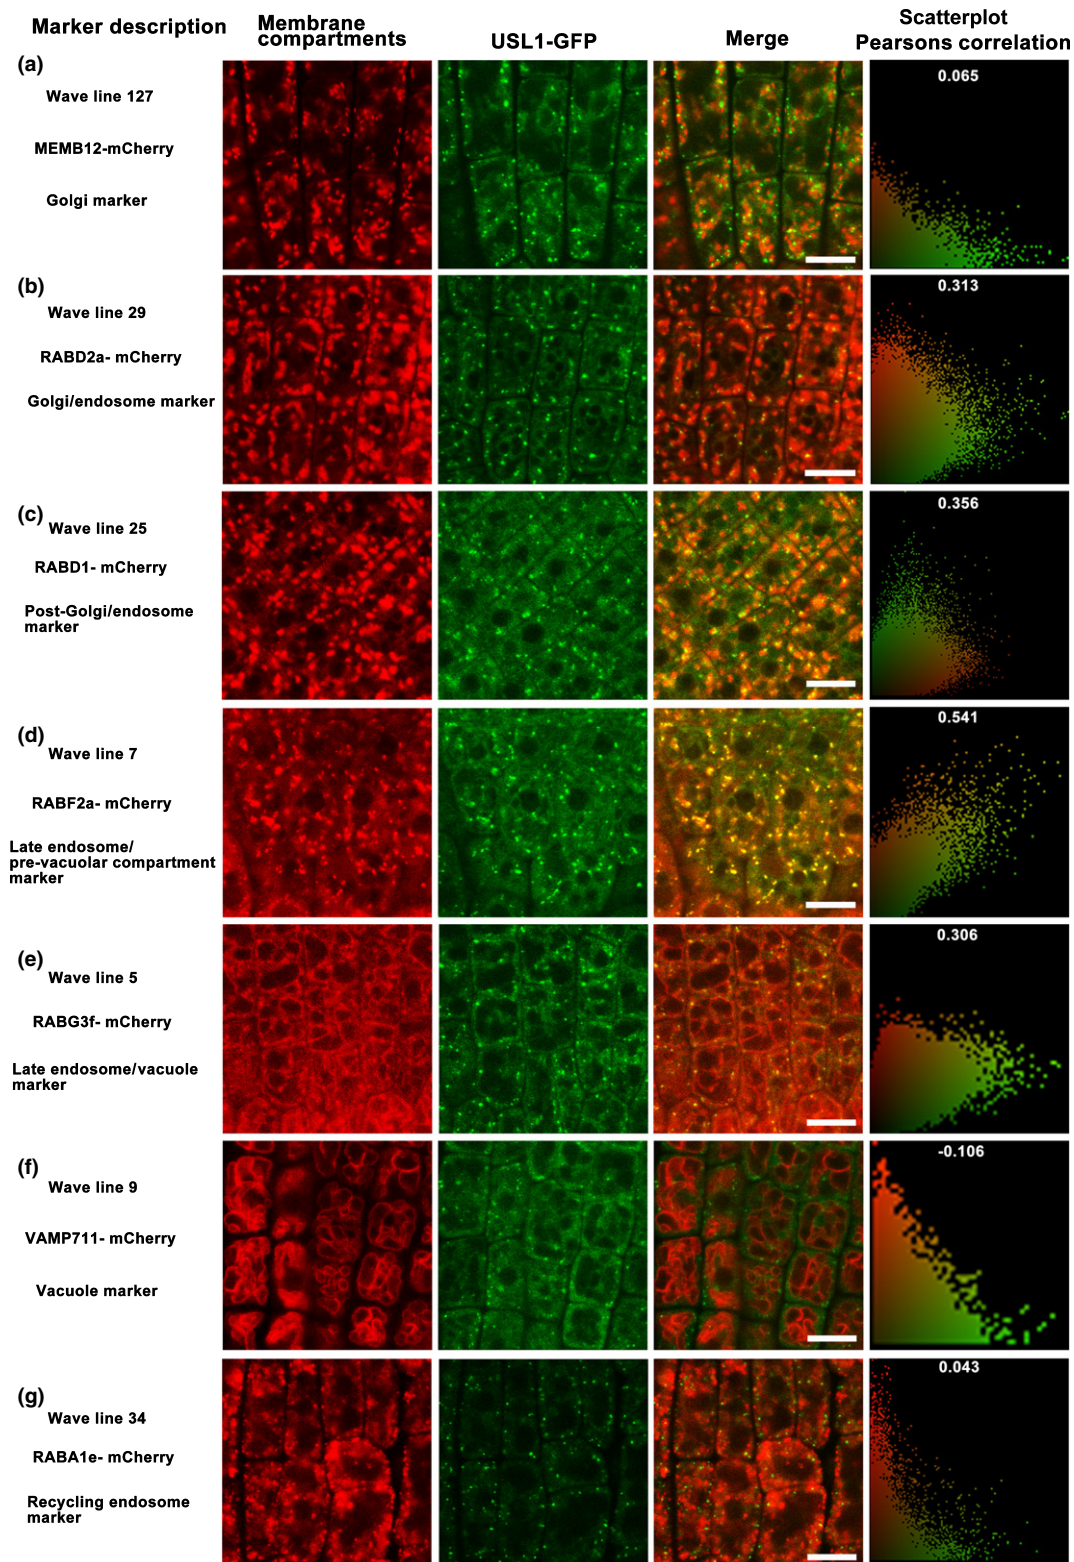 Marker description
Membrane
compartments
USL1-GFP
Merge
Scatterplot
Pearsons correlation
(a)
Wave line 127
MEMB12-mCherry
Golgi marker
0.065
(b)
Wave line 29
RABD2a- mCherry
Golgi/endosome marker
0.313
(c)
Wave line 25
RABD1- mCherry
Post-Golgi/endosome
marker
0.356
(d)
Wave line 7
RABF2a- mCherry
Late endosome/
pre-vacuolar compartment
marker
0.541
(e)
Wave line 5
RABG3f- mCherry
Late endosome/vacuole
marker
0.306
(f)
Wave line 9
VAMP711- mCherry
Vacuole marker
-0.106
(g)
Wave line 34
RABA1e- mCherry
Recycling endosome
marker
0.043